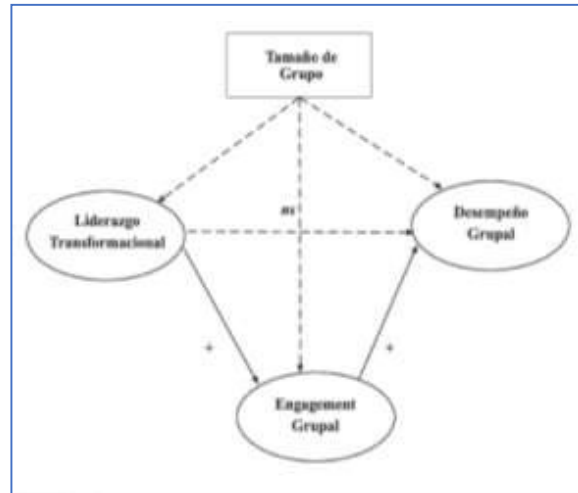 Tamaño de
Grupo
ns
Liderazgo
Transformacional
Desempeño
Grupal
+
+
Engagement
Grupal